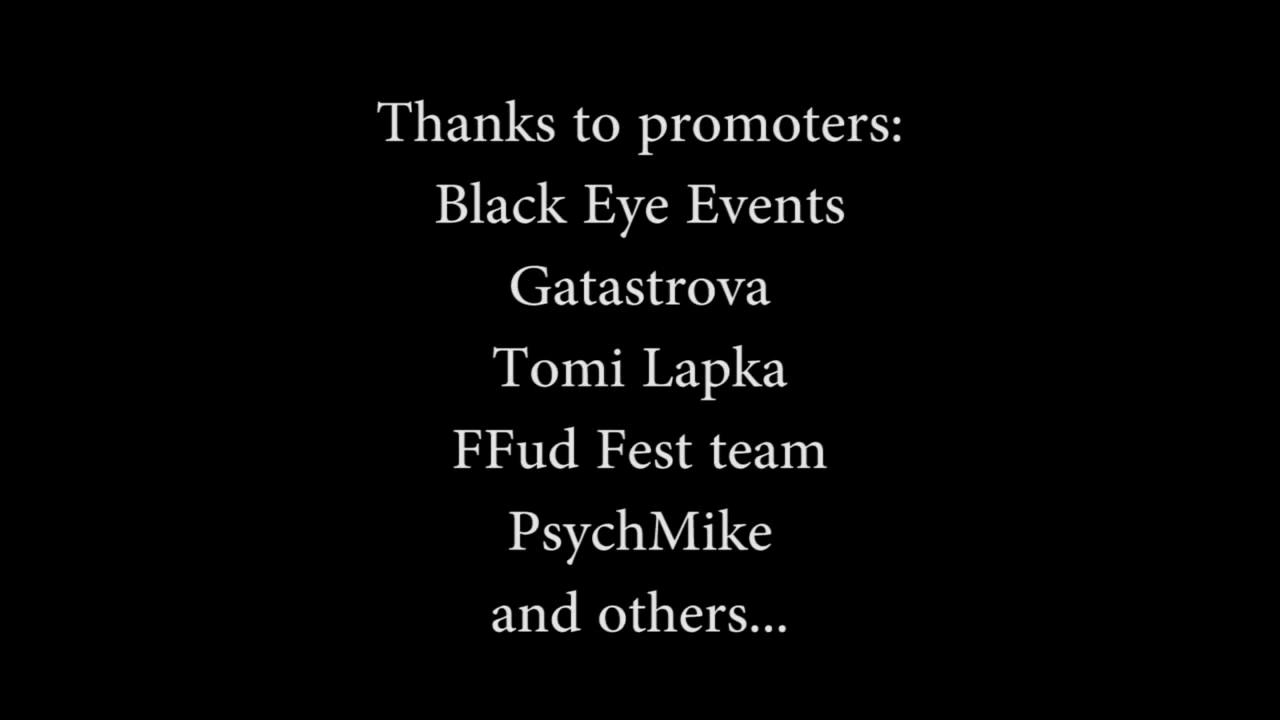 Thanks to promoters:
Black Eye Events
Gatastrova
Tomi Lapka
FFud Fest team
PsychMike
and others...